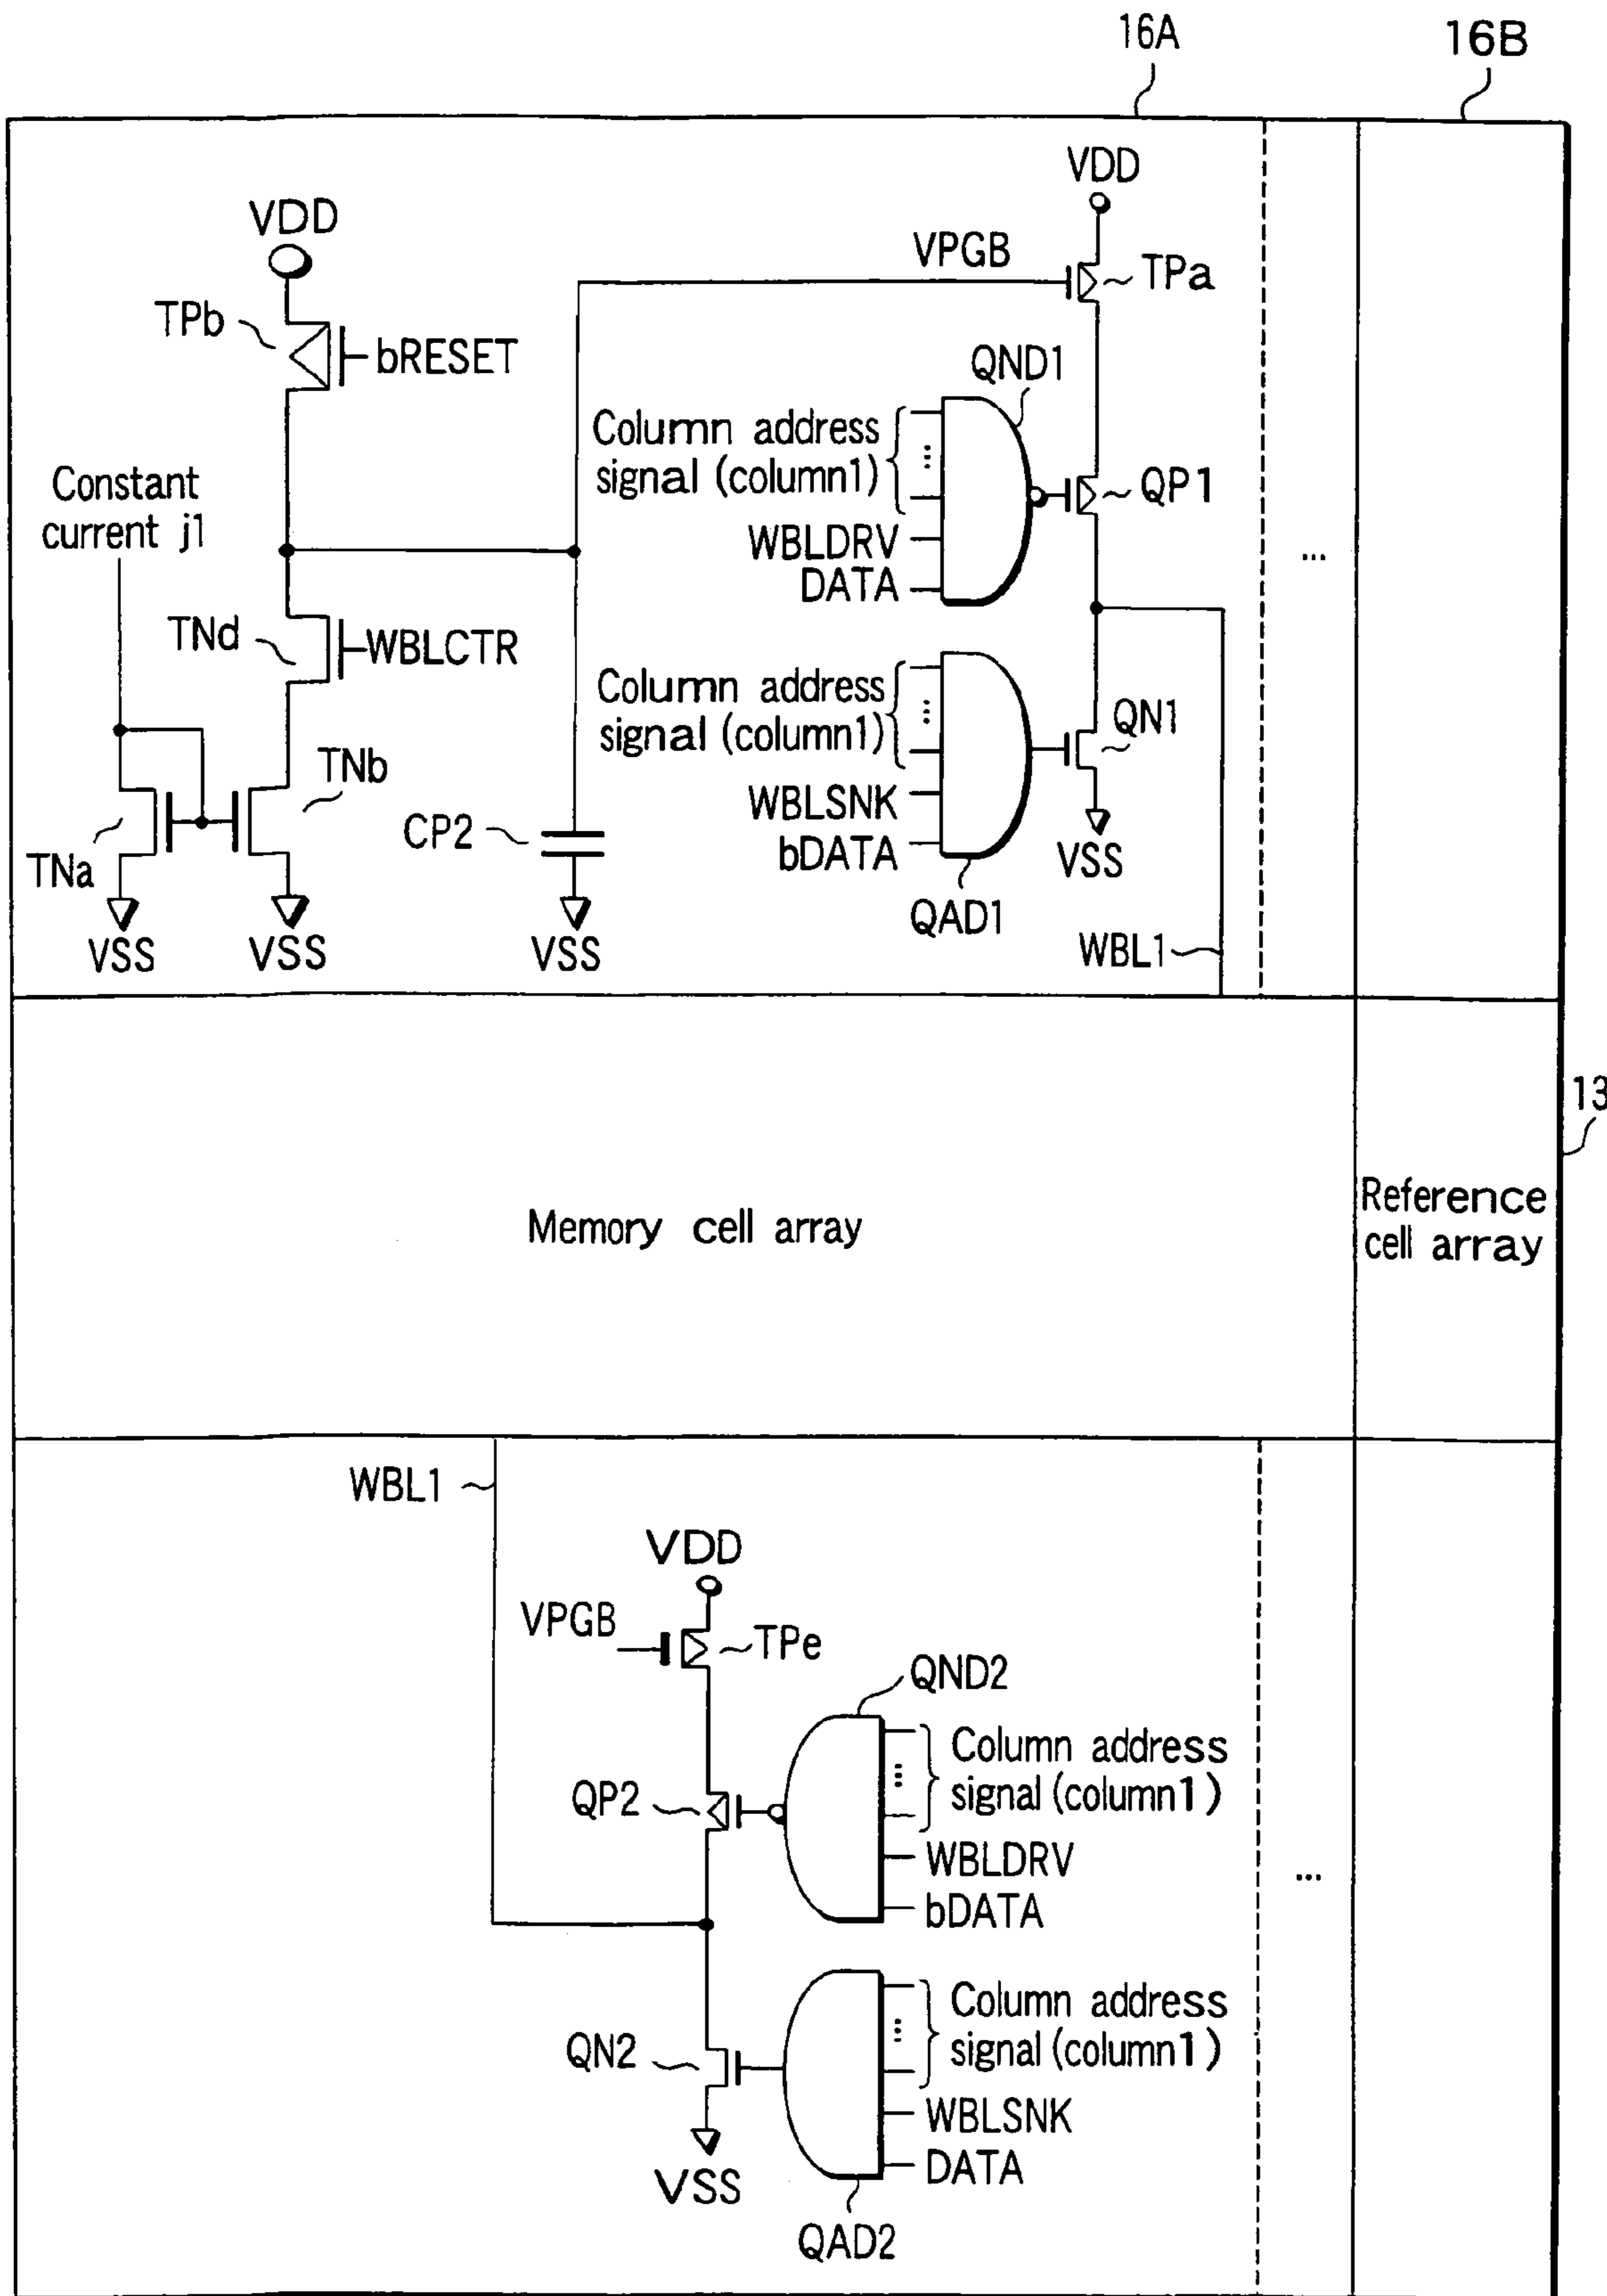 16A
16B
VDD
VDD
VPGB
TPa
TPb
bRESET
QND1
Column address
signal (column1)
...
QP1
Constant
current j1
WBLDRV
DATA
...
TNd
WBLCTR
Column address
signal (column1)
...
QN1
TNb
WBLSNK
CP2
bDATA
VSS
TNa
QAD1
VSS
VSS
VSS
WBL1
13
Memory cell array
Reference
cell array
WBL1
VDD
VPGB
TPe
QND2
Column address
signal (column1)
...
QP2
WBLDRV
...
bDATA
Column address
signal (column1)
...
QN2
WBLSNK
DATA
VSS
QAD2